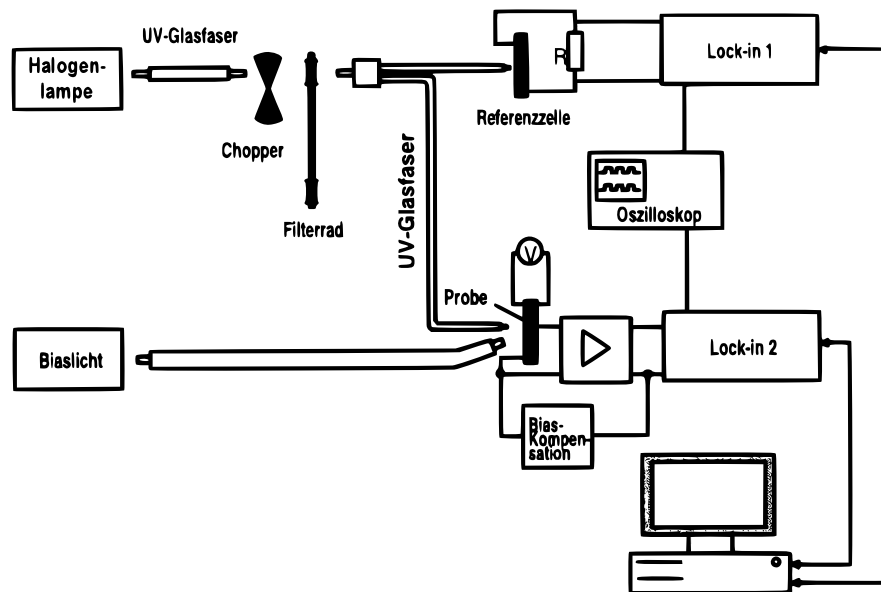 UV-Glasfaser
Halogen-
lampe
Chopper
Filterrad
UV-Glasfaser
R
Referenzzelle
Lock-in 1
Oszilloskop
V
Probe
Biaslicht
Lock-in 2
Bias-
Kompen-
sation